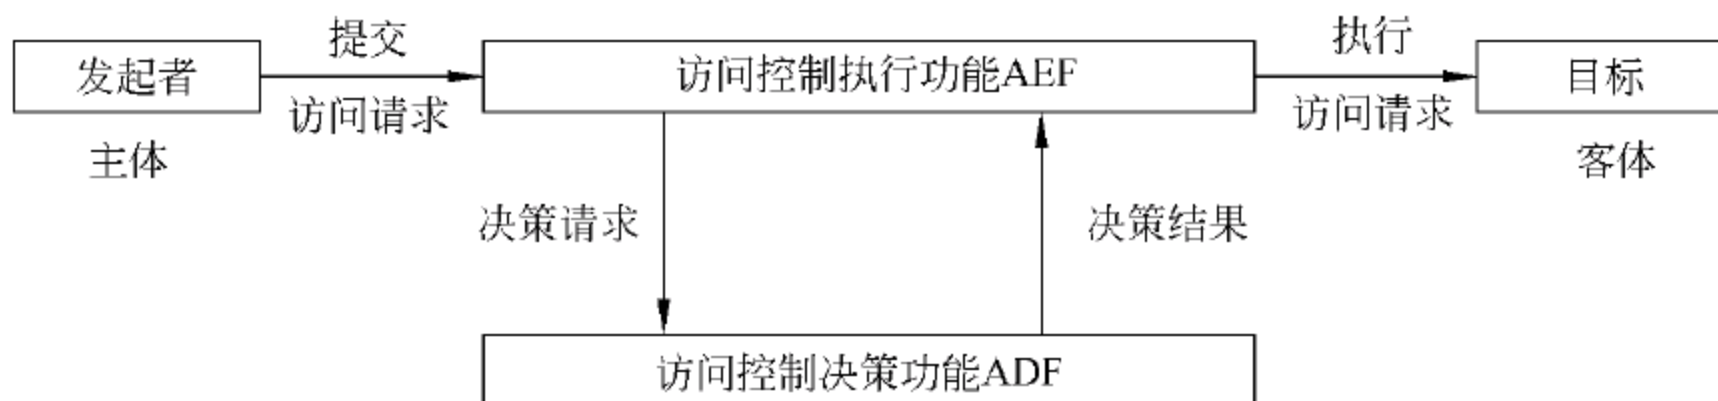 提交
执行
发起者
访问控制执行功能AEF
目标
访问请求
访问请求
主体
客体
决策请求
决策结果
访问控制决策功能ADF